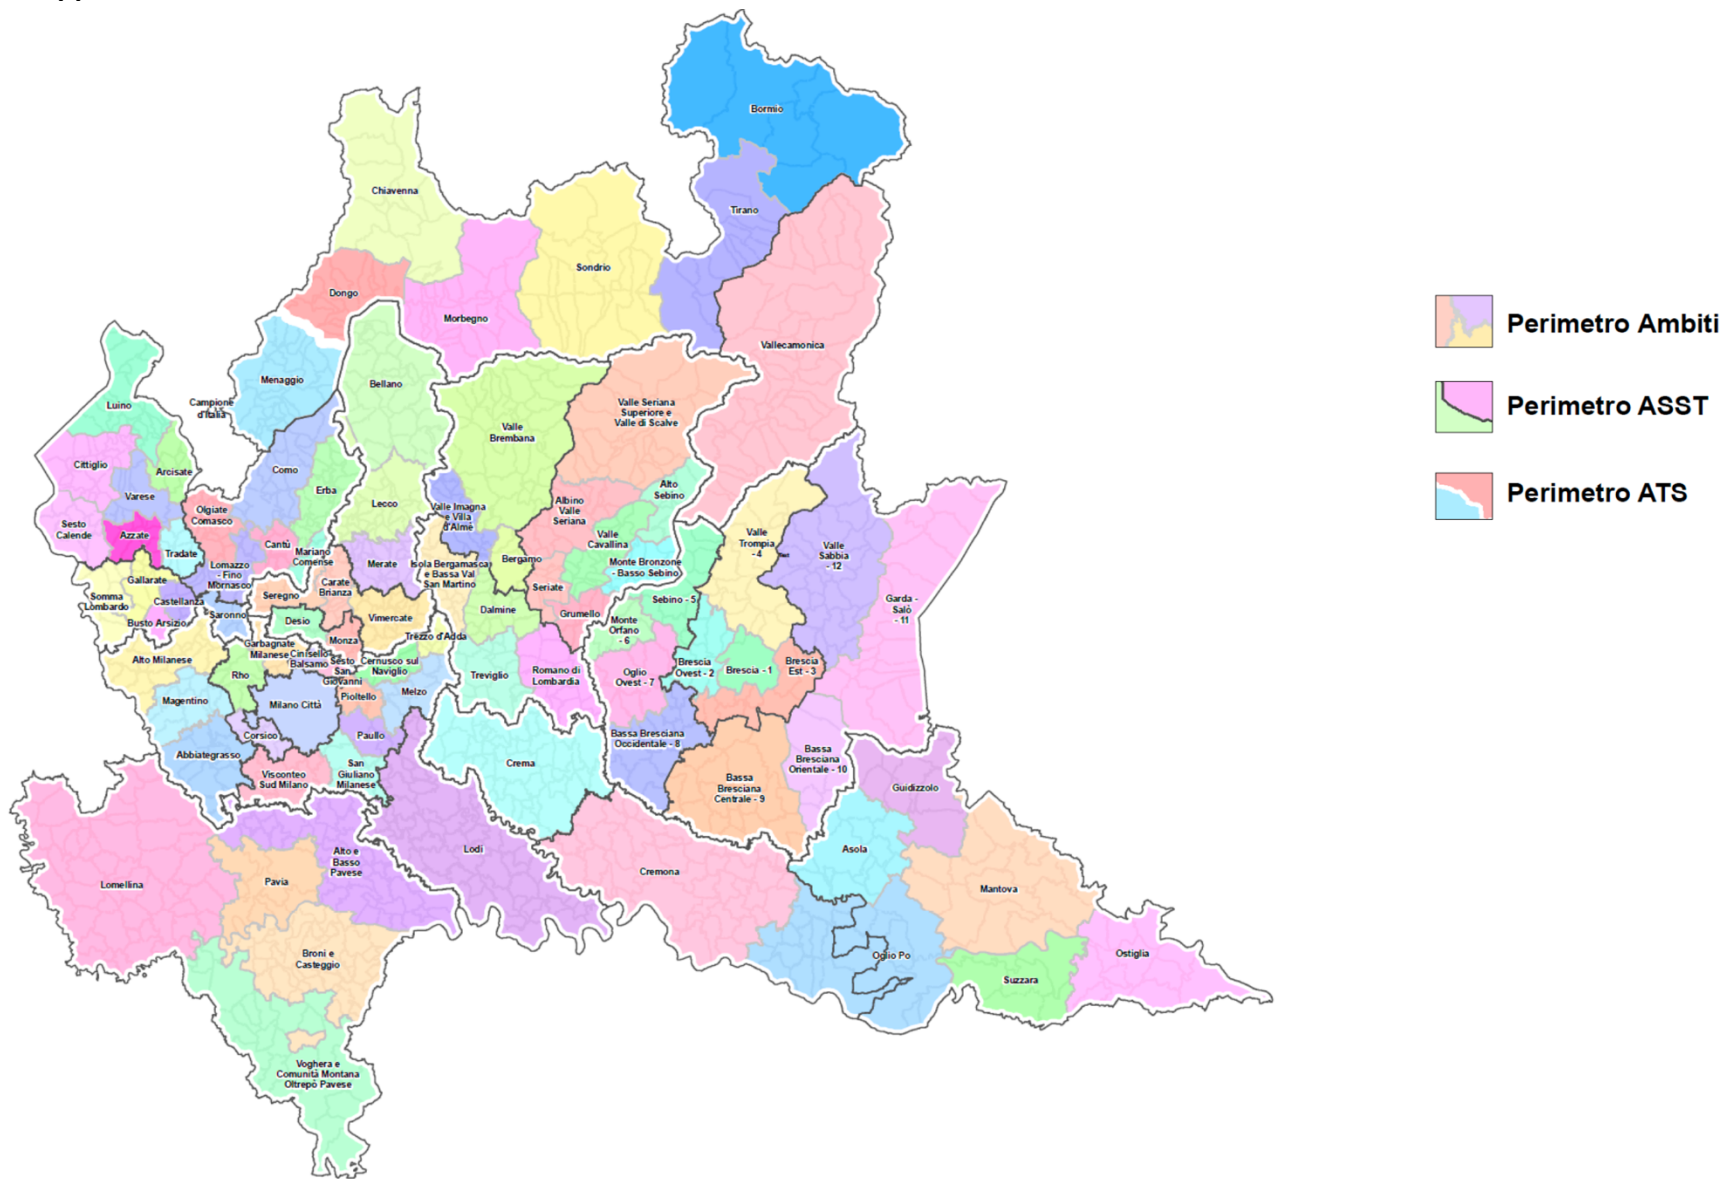 Bormio
Chiavenna
Tirano
Sondrio
Dongo
Morbegno
Vallecamonica
Menaggio
Bellano
Campione
d'Italia
Luino
Valle Seriana
Superiore e
Valle di Scalve
Valle
Brembana
Cittiglio
Arcisate
Como
Varese
Erba
Lecco
Alto
Sebino
Olgiate
Comasco
Valle Imagna
e Villa
d'Almè
Albino
Valle
Seriana
Sesto
Calende
Azzate
Tradate
Cantù
Mariano
Comense
Valle
Cavallina
Valle
Trompia
- 4
Valle
Sabbia
- 12
Merate
Isola Bergamasca
e Bassa Val
San Martino
Bergamo
Monte Bronzone
- Basso Sebino
Lomazzo
- Fino
Mornasco
Gallarate
Carate
Brianza
Seriate
Somma
Lombardo
Castellanza
Seregno
Sebino - 5
Garda -
Salò
- 11
Saronno
Busto Arsizio
Desio
Vimercate
Dalmine
Grumello
Monte
Orfano
- 6
Monza
Trezzo d'Adda
Garbagnate
Milanese
Cinisello
Balsamo
Alto Milanese
Sesto
San
Giovanni
Cernusco sul
Naviglio
Rho
Treviglio
Romano di
Lombardia
Oglio
Ovest - 7
Brescia
Ovest - 2
Brescia - 1
Brescia
Est - 3
Magentino
Milano Città
Pioltello
Melzo
Corsico
Paullo
Bassa Bresciana
Occidentale - 8
Abbiategrasso
Bassa
Bresciana
Orientale - 10
Visconteo
Sud Milano
San
Giuliano
Milanese
Crema
Bassa
Bresciana
Centrale - 9
Guidizzolo
Lodi
Asola
Alto e
Basso
Pavese
Cremona
Lomellina
Pavia
Mantova
Broni e
Casteggio
Oglio Po
Ostiglia
Suzzara
Voghera e
Comunità Montana
Oltrepò Pavese
Perimetro Ambiti
Perimetro ASST
Perimetro ATS